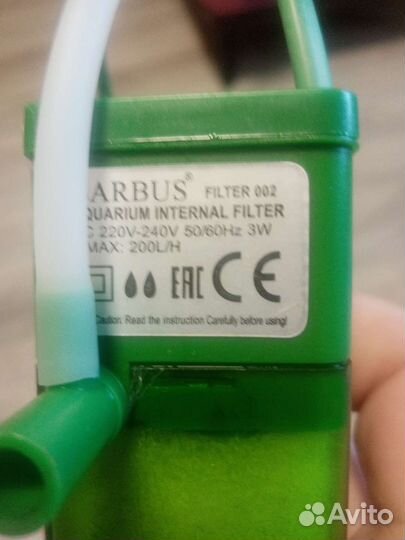 ARBUS® FILTER 002
QUARIUM INTERNAL FILTER
C 220V-240V 50/60Hz 3W
MAX: 200L/H
EAC CE
Caution. Read the instruction Carefully before using!
Avito